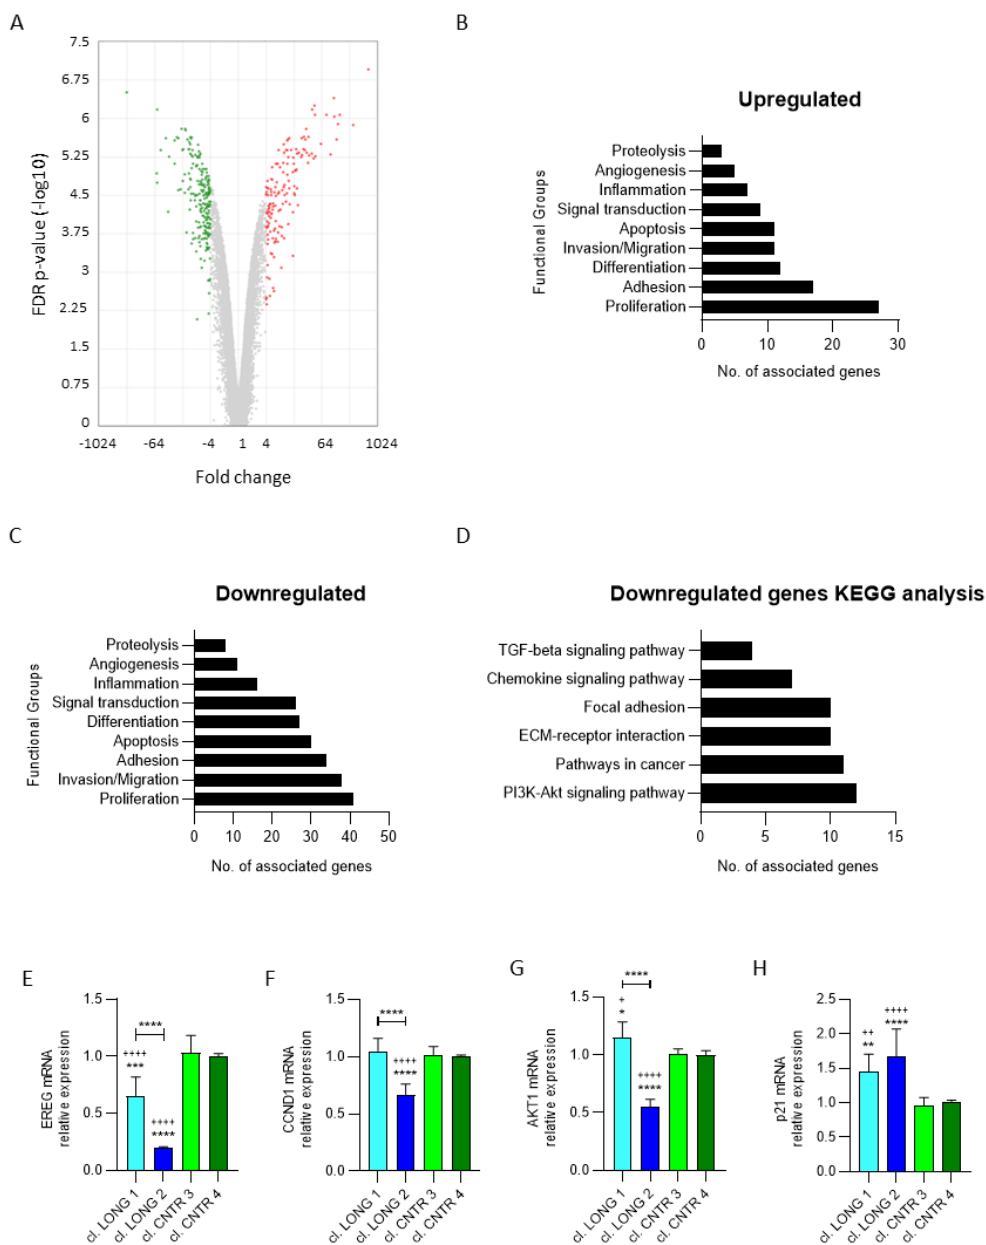 A
7.5
6.75
6
5.25
4.5
3.75
3
2.25
1.5
0.75
0
FDR p-value (-log10)
-1024 -64 -4 1 4 64 1024
Fold change
B
Upregulated
Functional Groups
Proteolysis
Angiogenesis
Inflammation
Signal transduction
Apoptosis
Invasion/Migration
Differentiation
Adhesion
Proliferation
0 10 20 30
No. of associated genes
C
Downregulated
Functional Groups
Proteolysis
Angiogenesis
Inflammation
Signal transduction
Differentiation
Apoptosis
Adhesion
Invasion/Migration
Proliferation
0 10 20 30 40 50
No. of associated genes
D
Downregulated genes KEGG analysis
TGF-beta signaling pathway
Chemokine signaling pathway
Focal adhesion
ECM-receptor interaction
Pathways in cancer
PI3K-Akt signaling pathway
0 5 10 15
No. of associated genes
E
EREG mRNA
relative expression
1.5
1.0
0.5
0.0
****
++++
***
++++
****
cl. LONG 1
cl. LONG 2
cl. CNTR 3
cl. CNTR 4
F
CCND1 mRNA
relative expression
1.5
1.0
0.5
0.0
****
++++
****
cl. LONG 1
cl. LONG 2
cl. CNTR 3
cl. CNTR 4
G
AKT1 mRNA
relative expression
1.5
1.0
0.5
0.0
****
+
*
++++
****
cl. LONG 1
cl. LONG 2
cl. CNTR 3
cl. CNTR 4
H
p21 mRNA
relative expression
2.5
2.0
1.5
1.0
0.5
0.0
++
**
++++
****
cl. LONG 1
cl. LONG 2
cl. CNTR 3
cl. CNTR 4